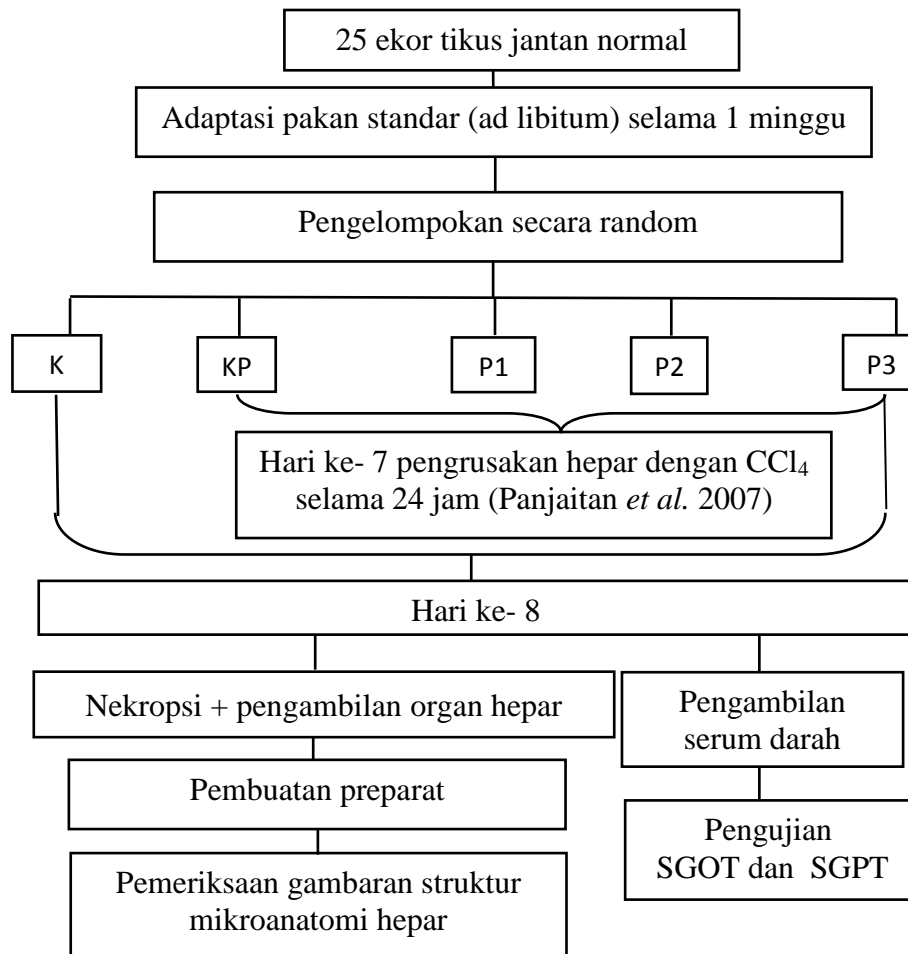 25 ekor tikus jantan normal
Adaptasi pakan standar (ad libitum) selama 1 minggu
Pengelompokan secara random
K
KP
P1
P2
P3
Hari ke- 7 pengrusakan hepar dengan CCl₄
selama 24 jam (Panjaitan et al. 2007)
Hari ke- 8
Nekropsi + pengambilan organ hepar
Pengambilan
serum darah
Pembuatan preparat
Pengujian
SGOT dan SGPT
Pemeriksaan gambaran struktur
mikroanatomi hepar